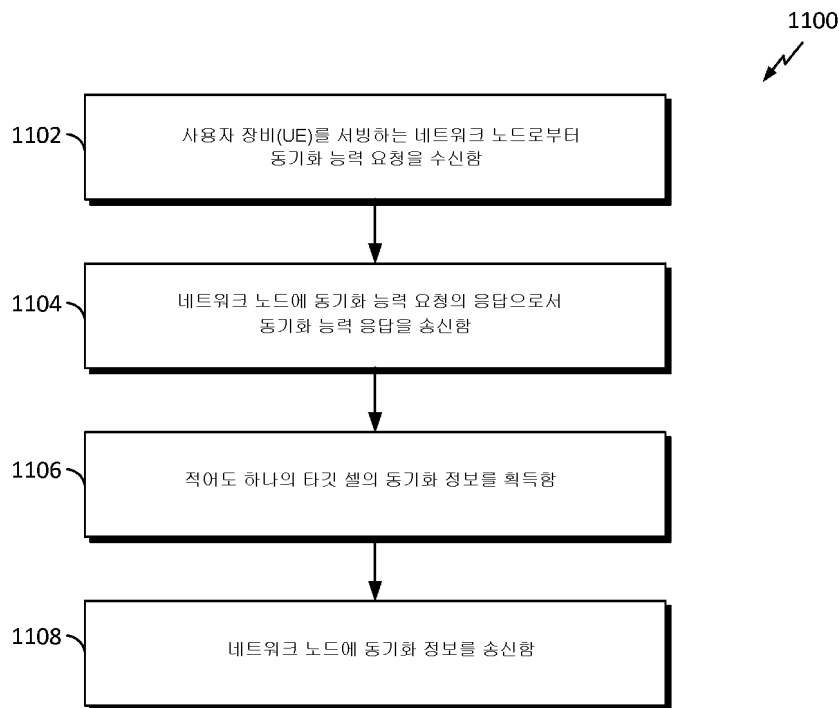 1100
1102
사용자 장비(UE)를 서빙하는 네트워크 노드로부터
동기화 능력 요청을 수신함
1104
네트워크 노드에 동기화 능력 요청의 응답으로서
동기화 능력 응답을 송신함
1106
적어도 하나의 타깃 셀의 동기화 정보를 획득함
1108
네트워크 노드에 동기화 정보를 송신함